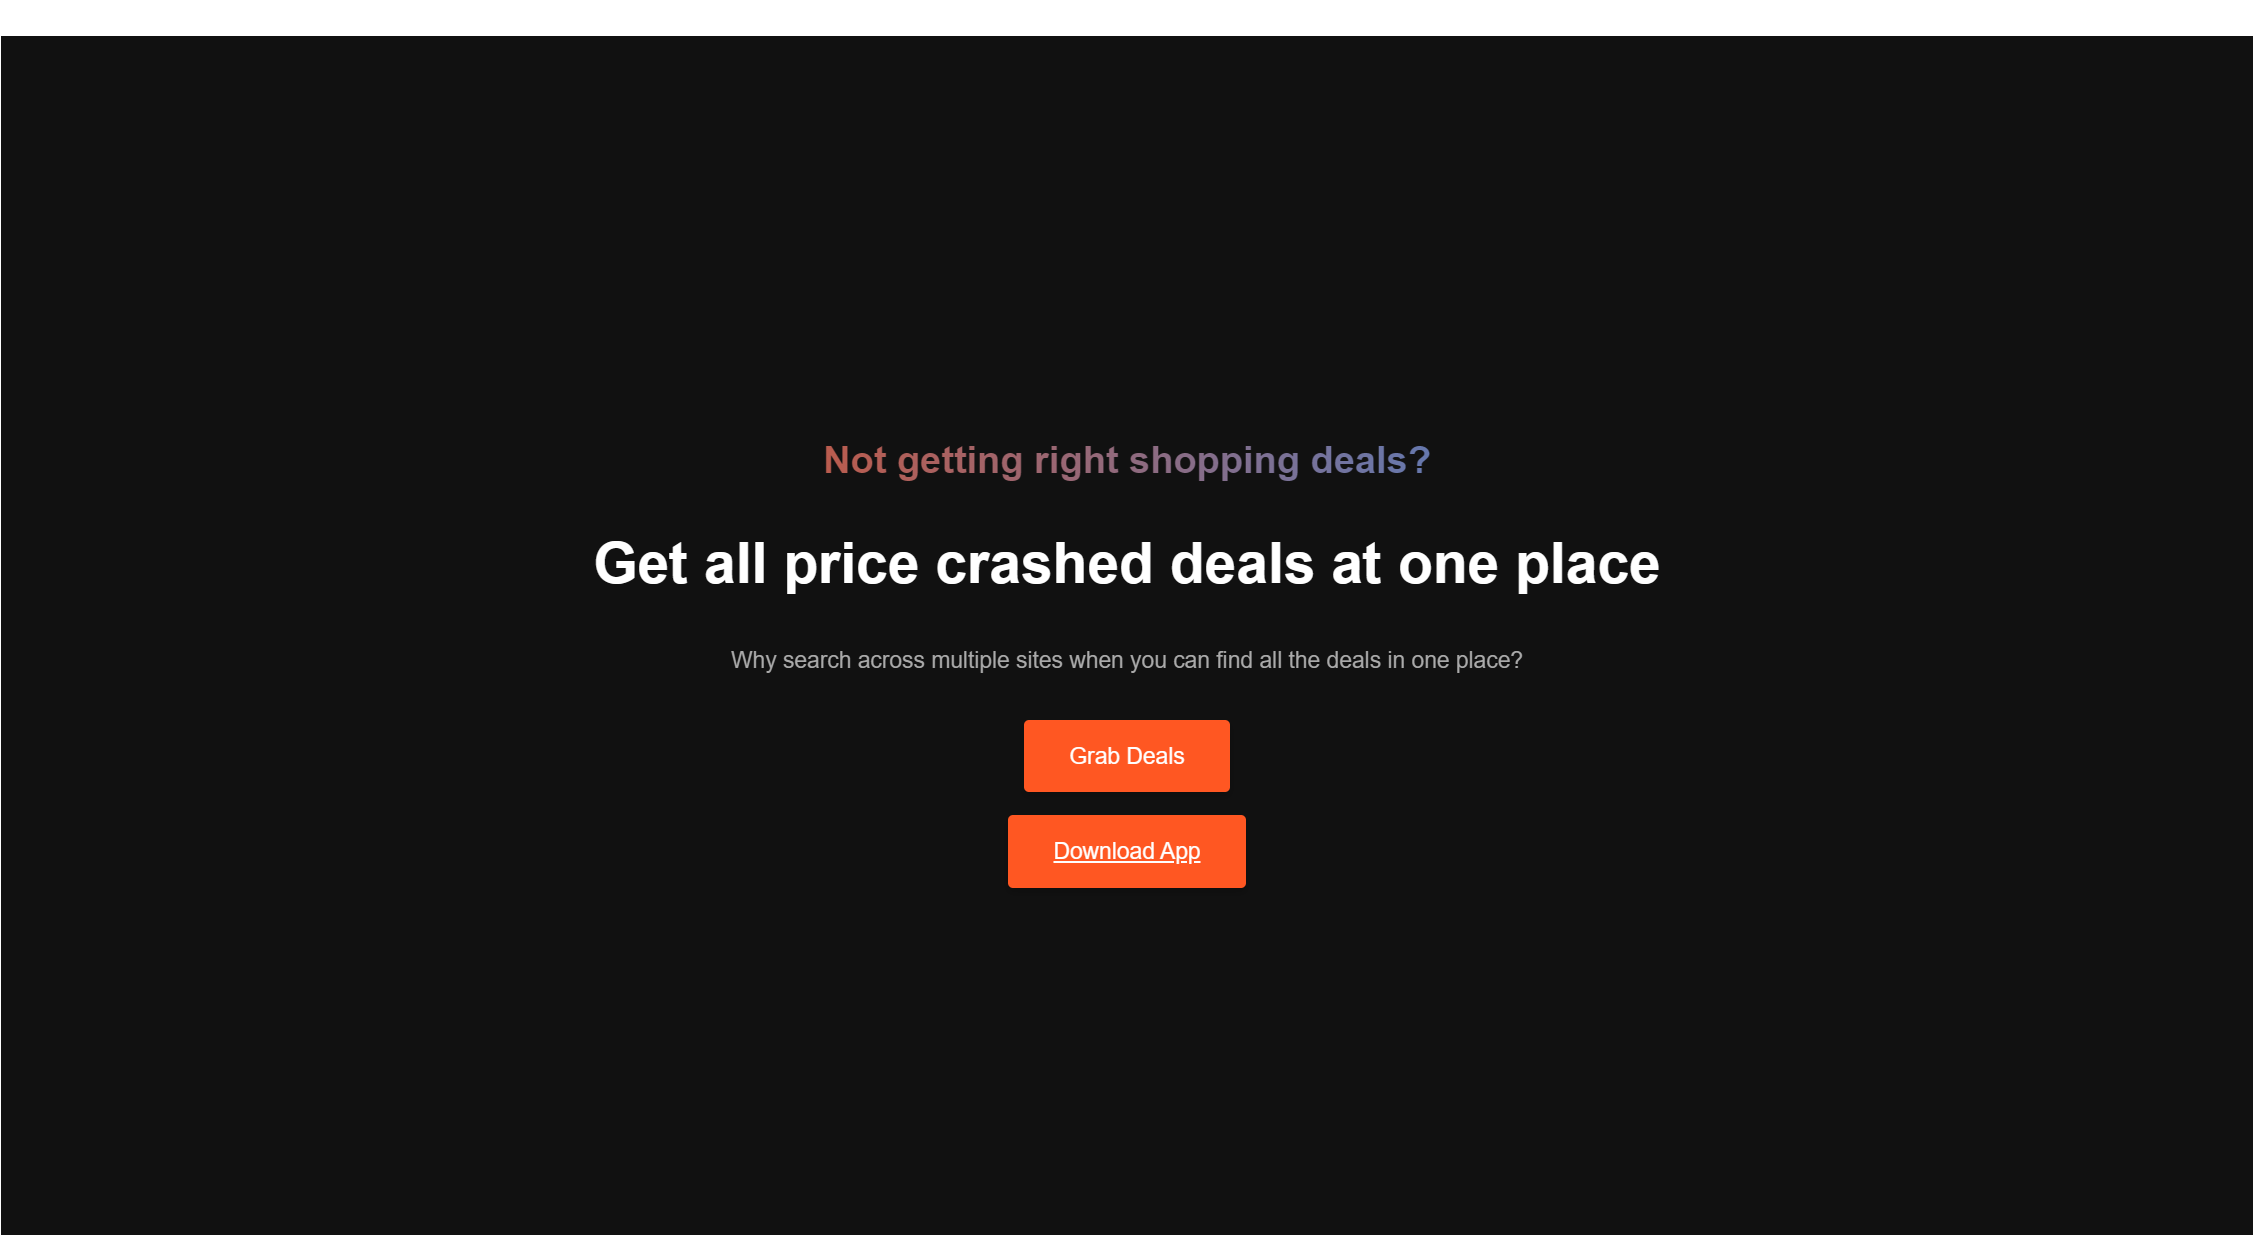 Not getting right shopping deals?
Get all price crashed deals at one place
Why search across multiple sites when you can find all the deals in one place?
Grab Deals
Download App